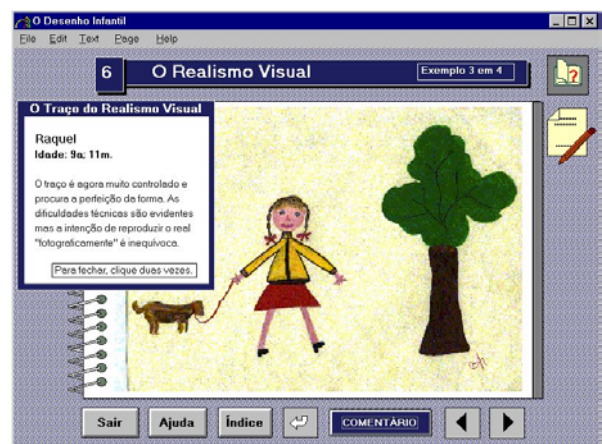 O Desenho Infantil
File Edit Text Page Help
6 O Realismo Visual Exemplo 3 em 4
O Traço do Realismo Visual
Raquel
Idade: 9a; 11m.
O traço é agora muito controlado e
procura a perfeição da forma. As
dificuldades técnicas são evidentes
mas a intenção de reproduzir o real
"fotograficamente" é inequívoca.
Para fechar, clique duas vezes.
Sair Ajuda Índice COMENTÁRIO